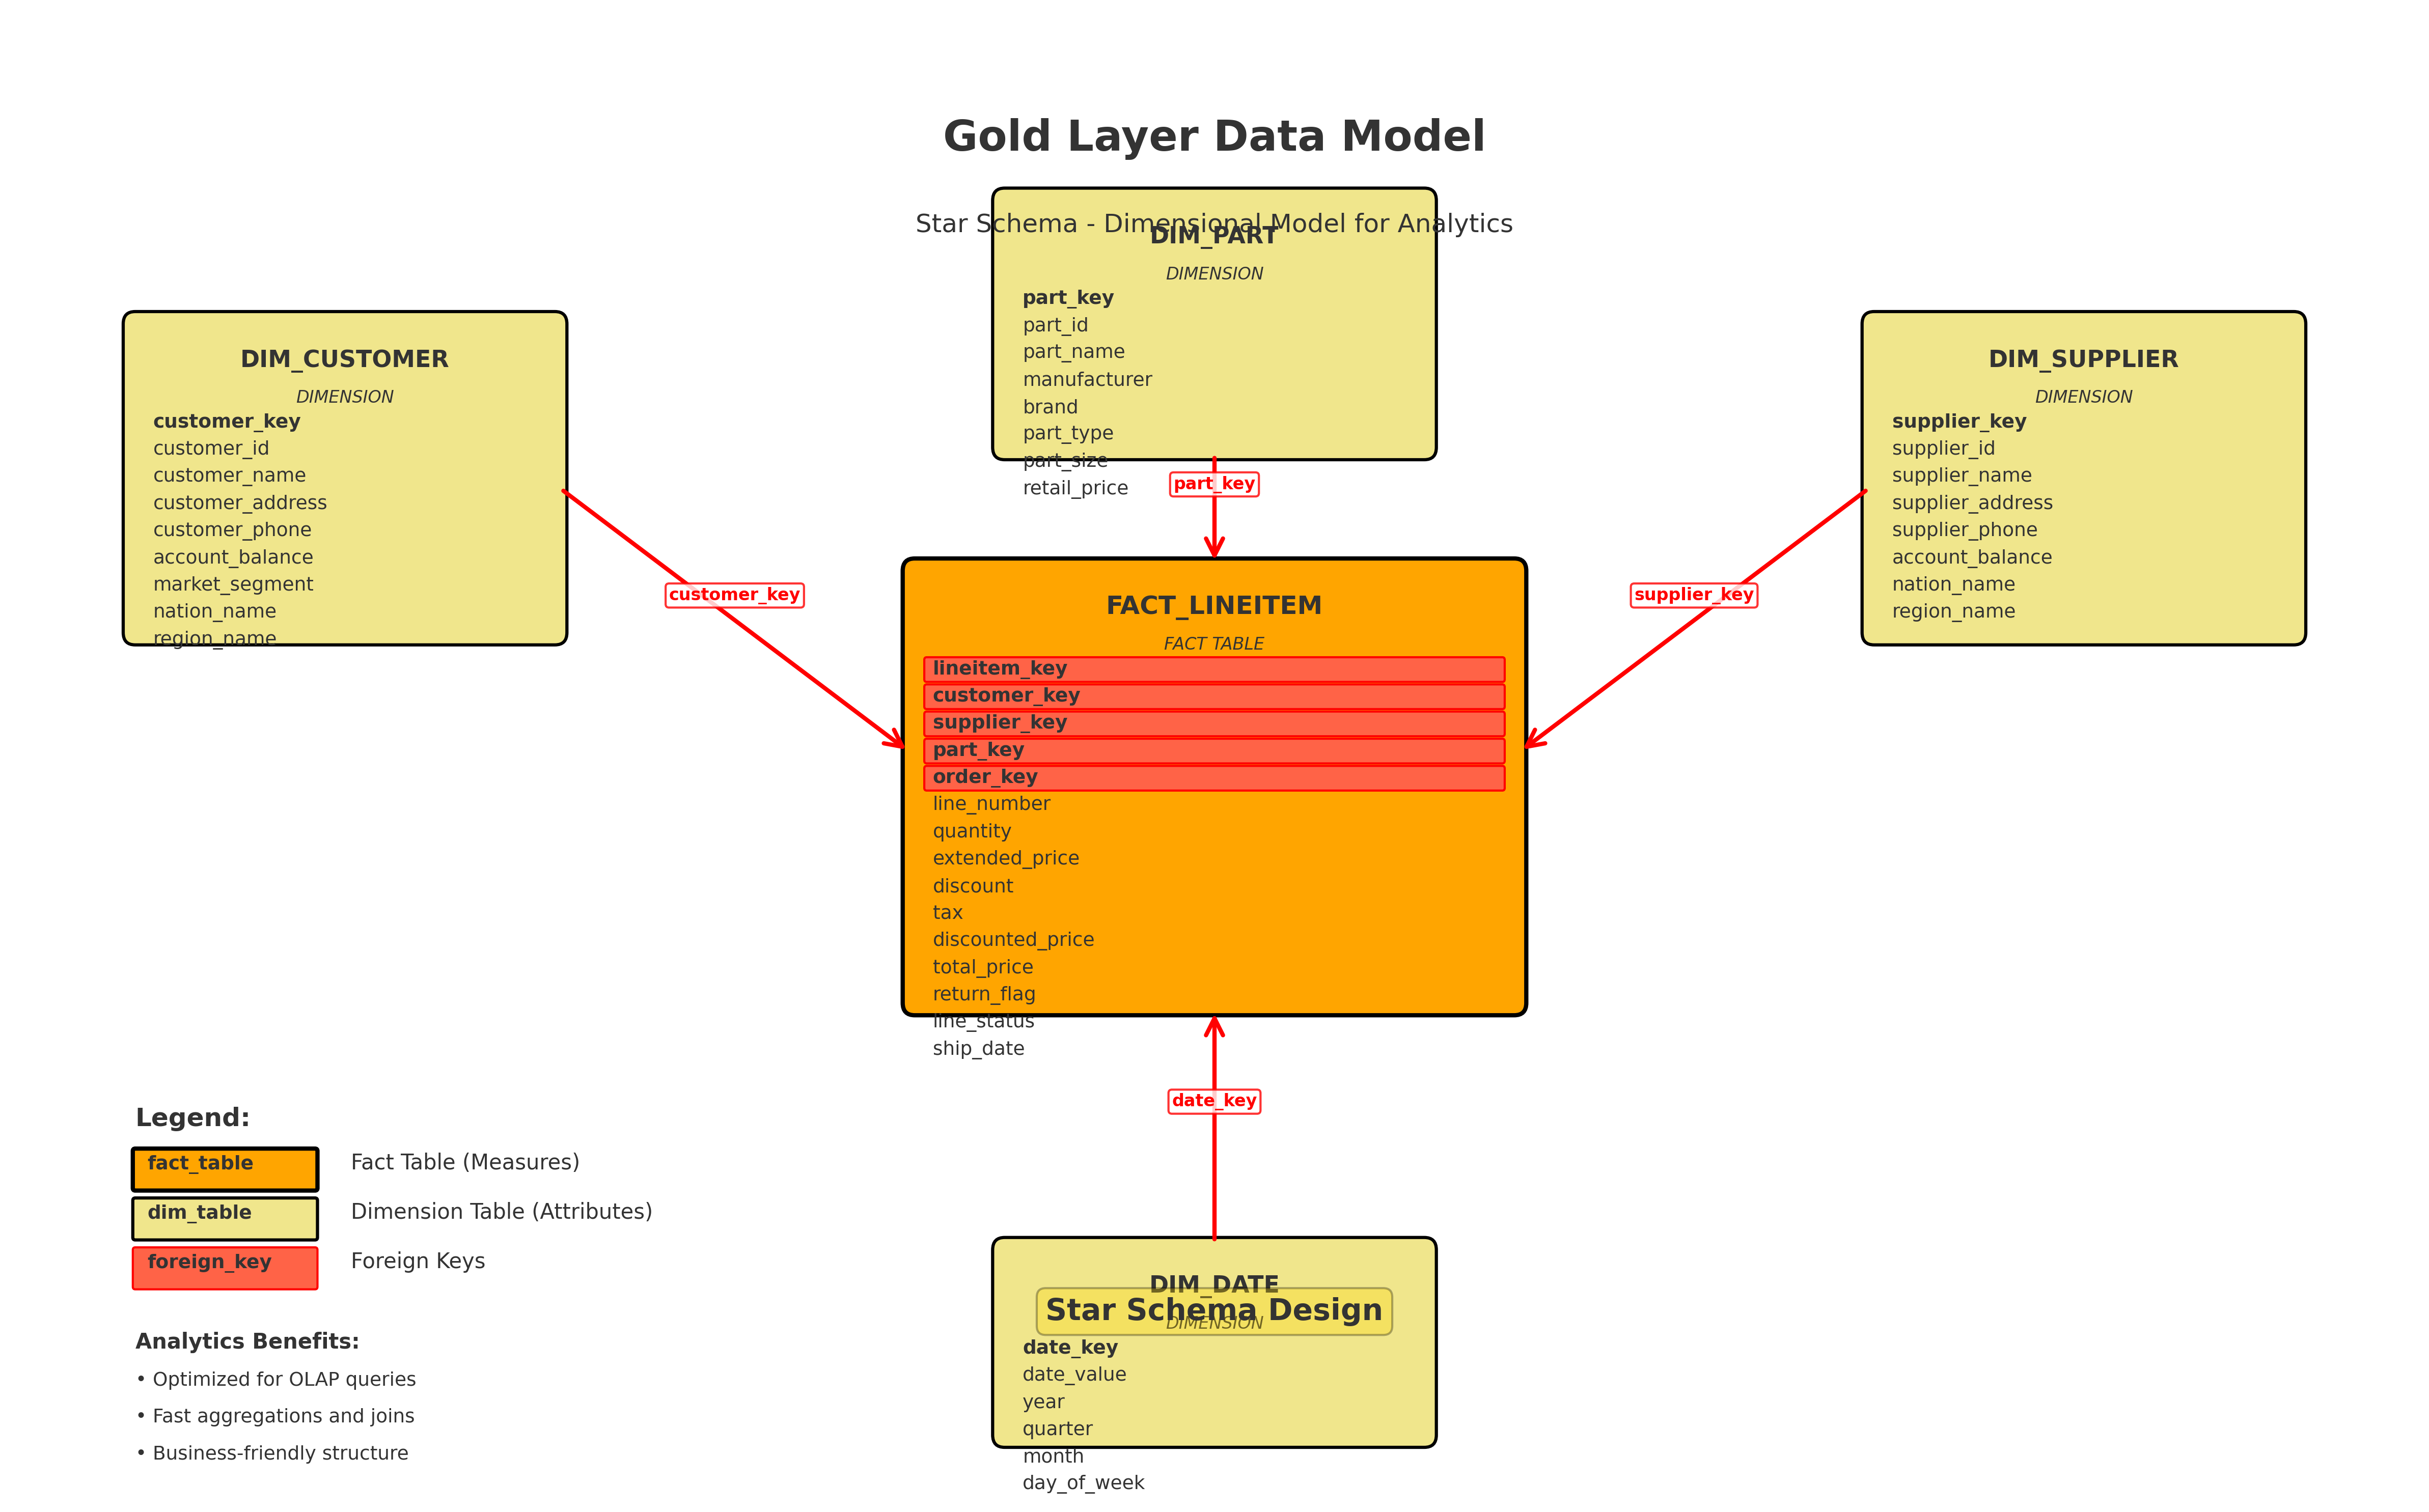 Gold Layer Data Model
Star Schema - Dimensional Model for Analytics
DIM_PART
DIMENSION
part_key
part_id
part_name
manufacturer
brand
part_type
part_size
retail_price
DIM_CUSTOMER
DIMENSION
customer_key
customer_id
customer_name
customer_address
customer_phone
account_balance
market_segment
nation_name
region_name
DIM_SUPPLIER
DIMENSION
supplier_key
supplier_id
supplier_name
supplier_address
supplier_phone
account_balance
nation_name
region_name
part_key
customer_key
supplier_key
FACT_LINEITEM
FACT TABLE
lineitem_key
customer_key
supplier_key
part_key
order_key
line_number
quantity
extended_price
discount
tax
discounted_price
total_price
return_flag
line_status
ship_date
date_key
Legend:
fact_table
Fact Table (Measures)
dim_table
Dimension Table (Attributes)
foreign_key
Foreign Keys
Analytics Benefits:
• Optimized for OLAP queries
• Fast aggregations and joins
• Business-friendly structure
DIM_DATE
Star Schema Design
DIMENSION
date_key
date_value
year
quarter
month
day_of_week